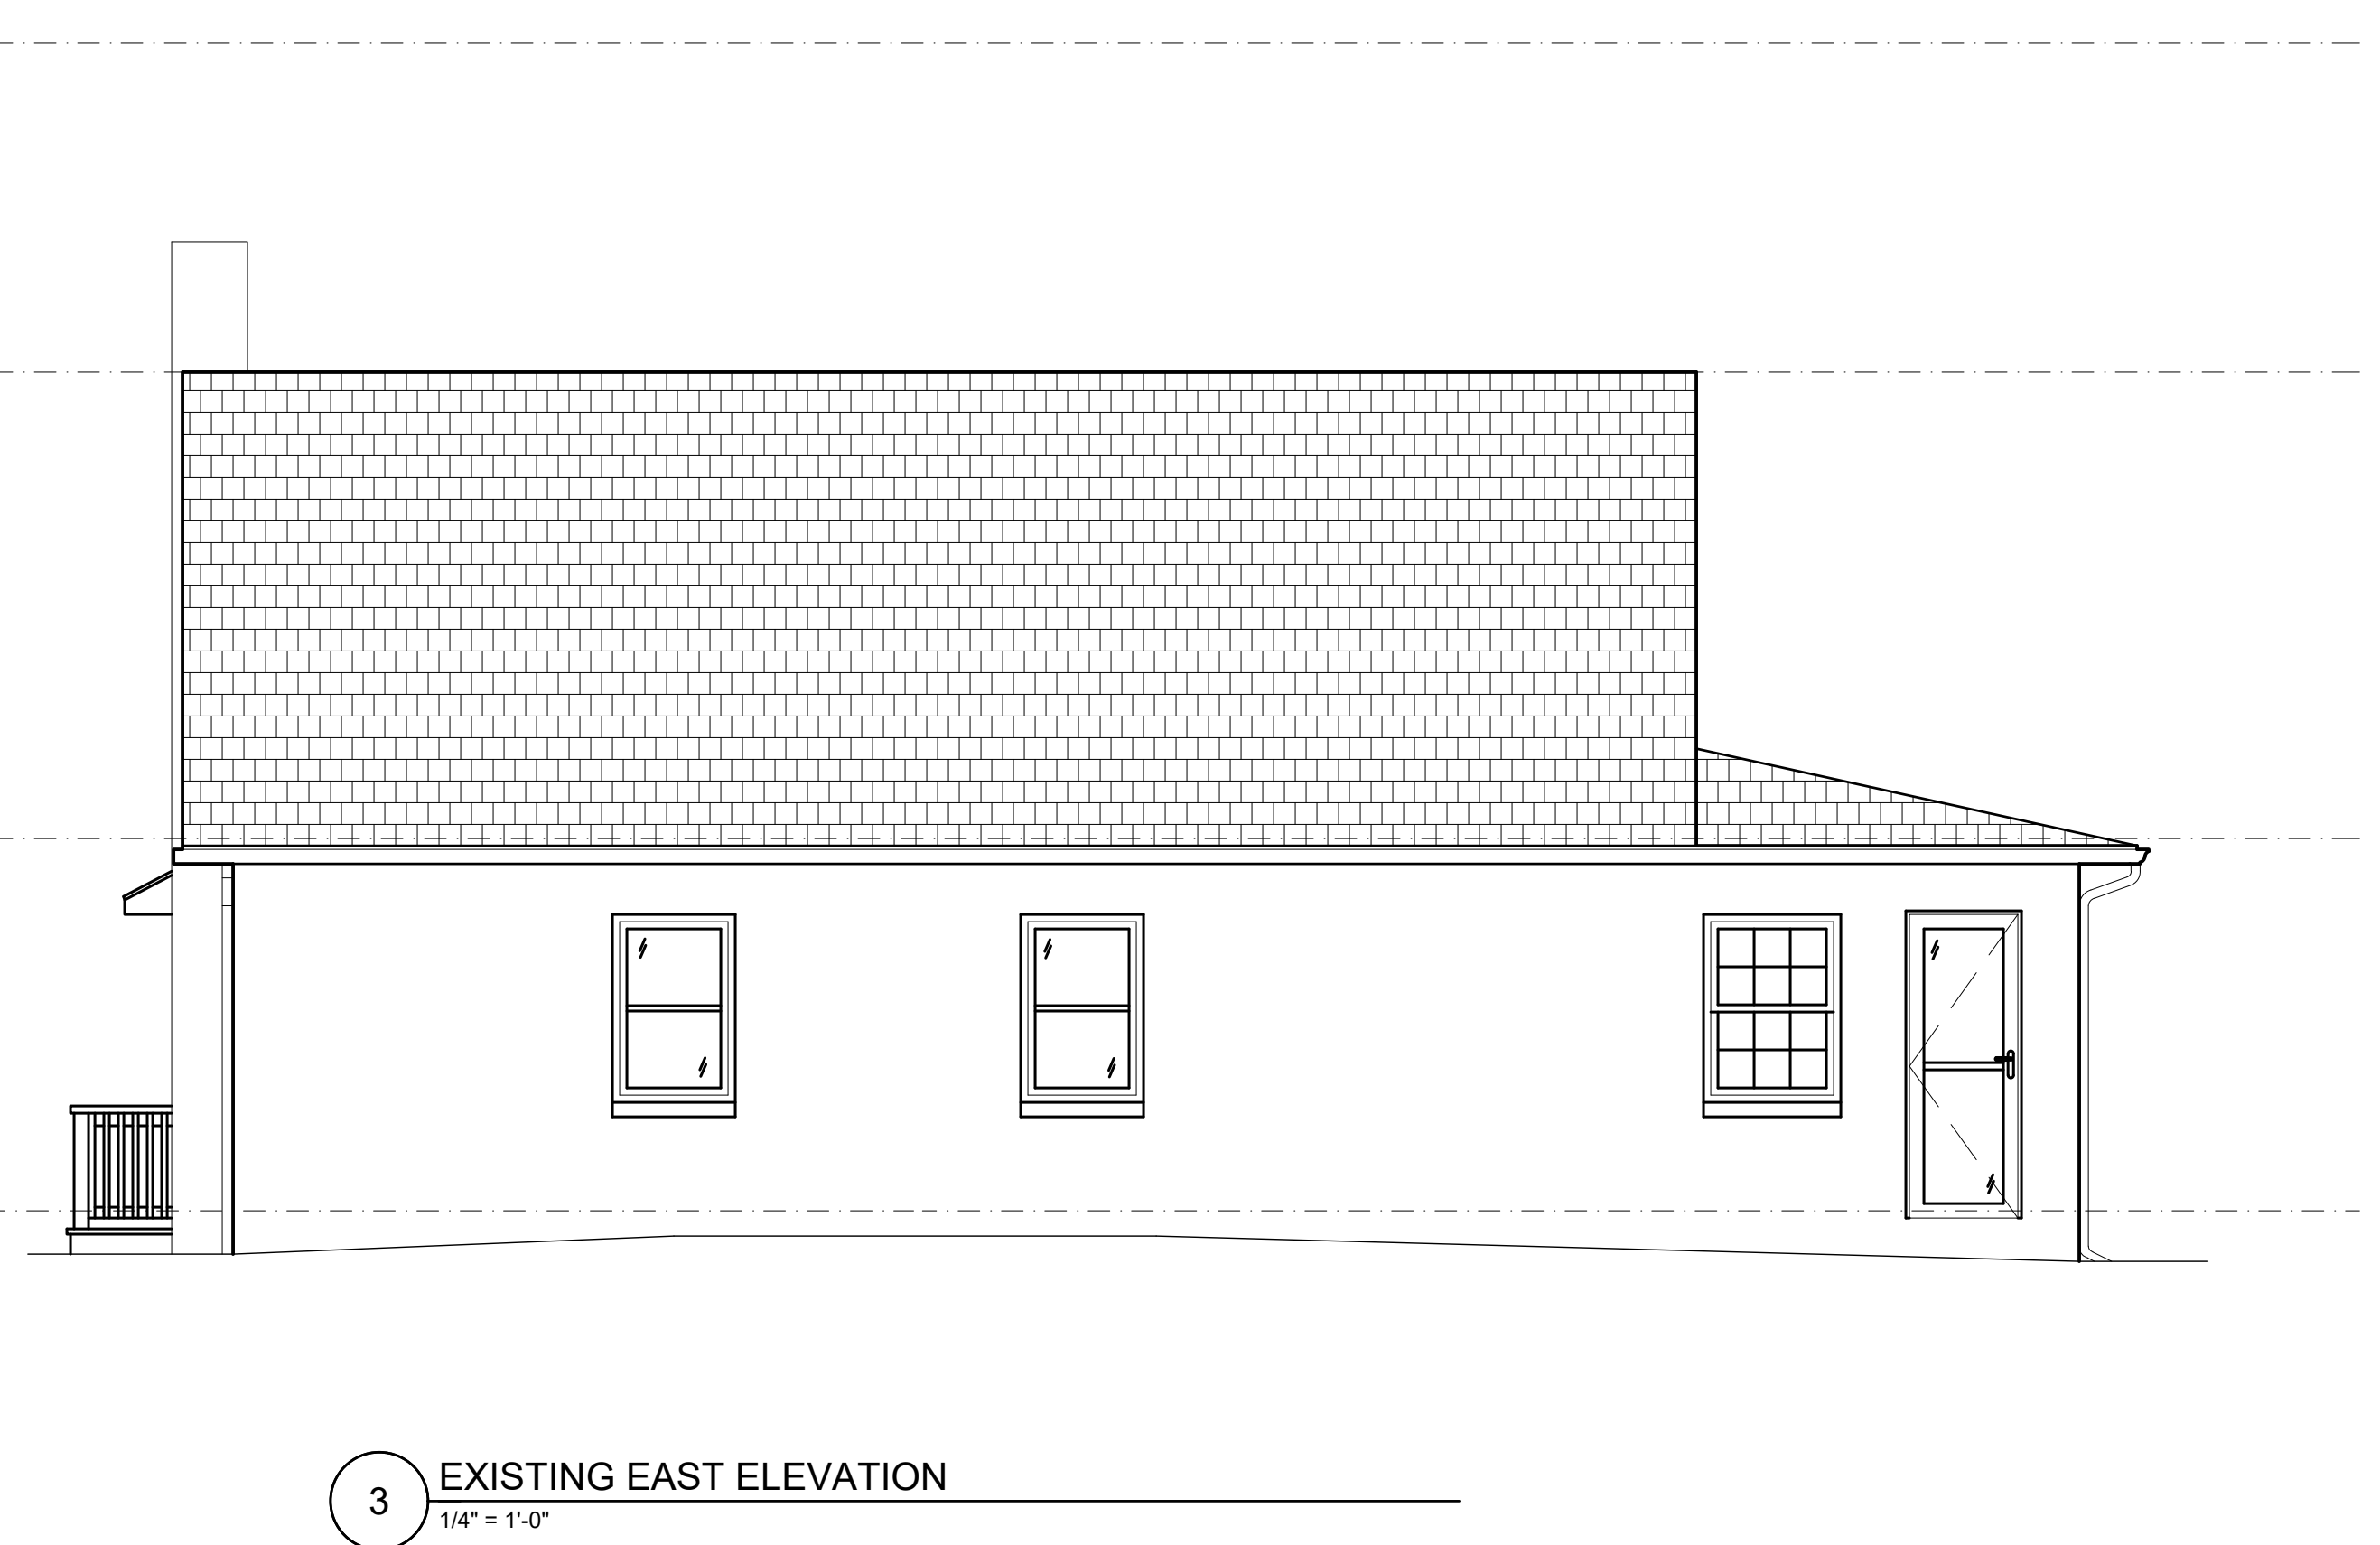 EXISTING EAST ELEVATION
3
1/4" = 1'-0"